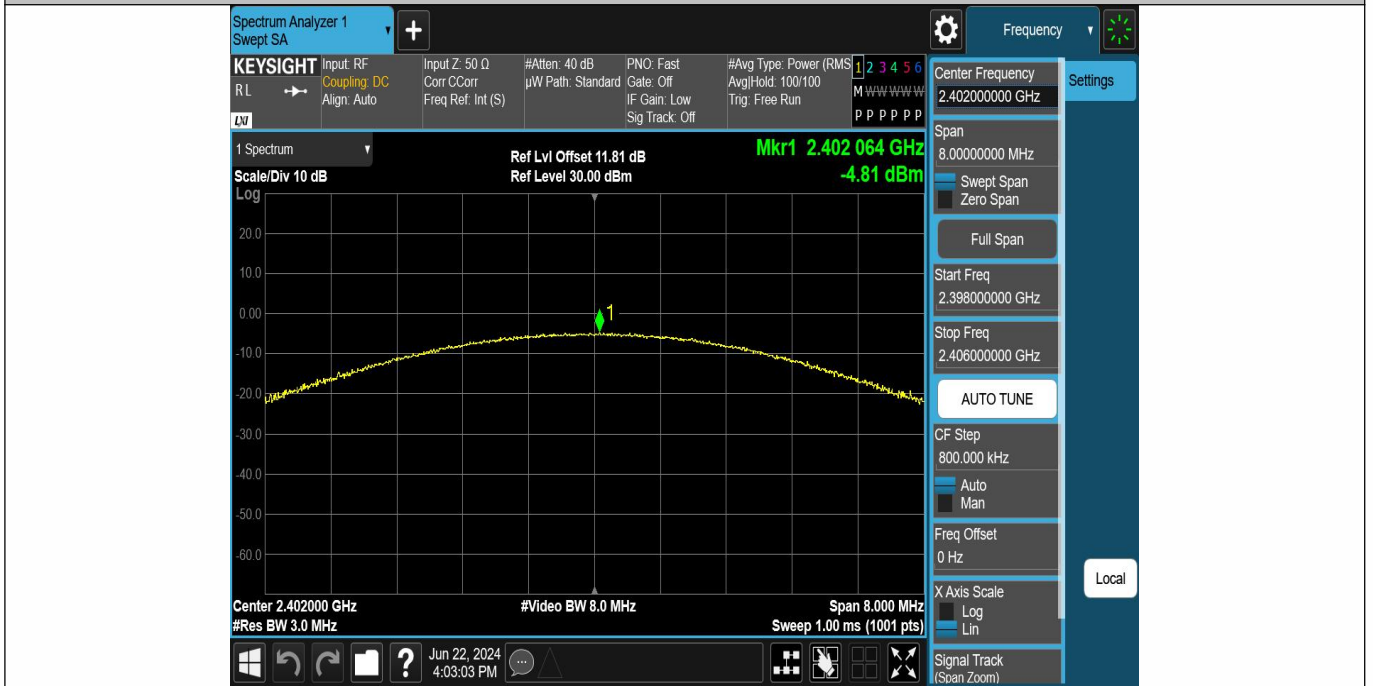 Spectrum Analyzer 1
Swept SA
+
Frequency
KEYSIGHT
RL
LXI
Input: RF
Coupling: DC
Align: Auto
Input Z: 50 Ω
Corr CCorr
Freq Ref: Int (S)
#Atten: 40 dB
µW Path: Standard
PNO: Fast
Gate: Off
IF Gain: Low
Sig Track: Off
#Avg Type: Power (RMS
Avg|Hold: 100/100
Trig: Free Run
1 2 3 4 5 6
M W W W W W
P P P P P P
1 Spectrum
Scale/Div 10 dB
Log
Ref Lvl Offset 11.81 dB
Ref Level 30.00 dBm
Mkr1 2.402 064 GHz
-4.81 dBm
20.0
10.0
0.00
-10.0
-20.0
-30.0
-40.0
-50.0
-60.0
1
Center 2.402000 GHz
#Res BW 3.0 MHz
#Video BW 8.0 MHz
Span 8.000 MHz
Sweep 1.00 ms (1001 pts)
?
Jun 22, 2024
4:03:03 PM
Center Frequency
2.402000000 GHz
Span
8.00000000 MHz
Swept Span
Zero Span
Full Span
Start Freq
2.398000000 GHz
Stop Freq
2.406000000 GHz
AUTO TUNE
CF Step
800.000 kHz
Auto
Man
Freq Offset
0 Hz
X Axis Scale
Log
Lin
Signal Track
(Span Zoom)
Settings
Local